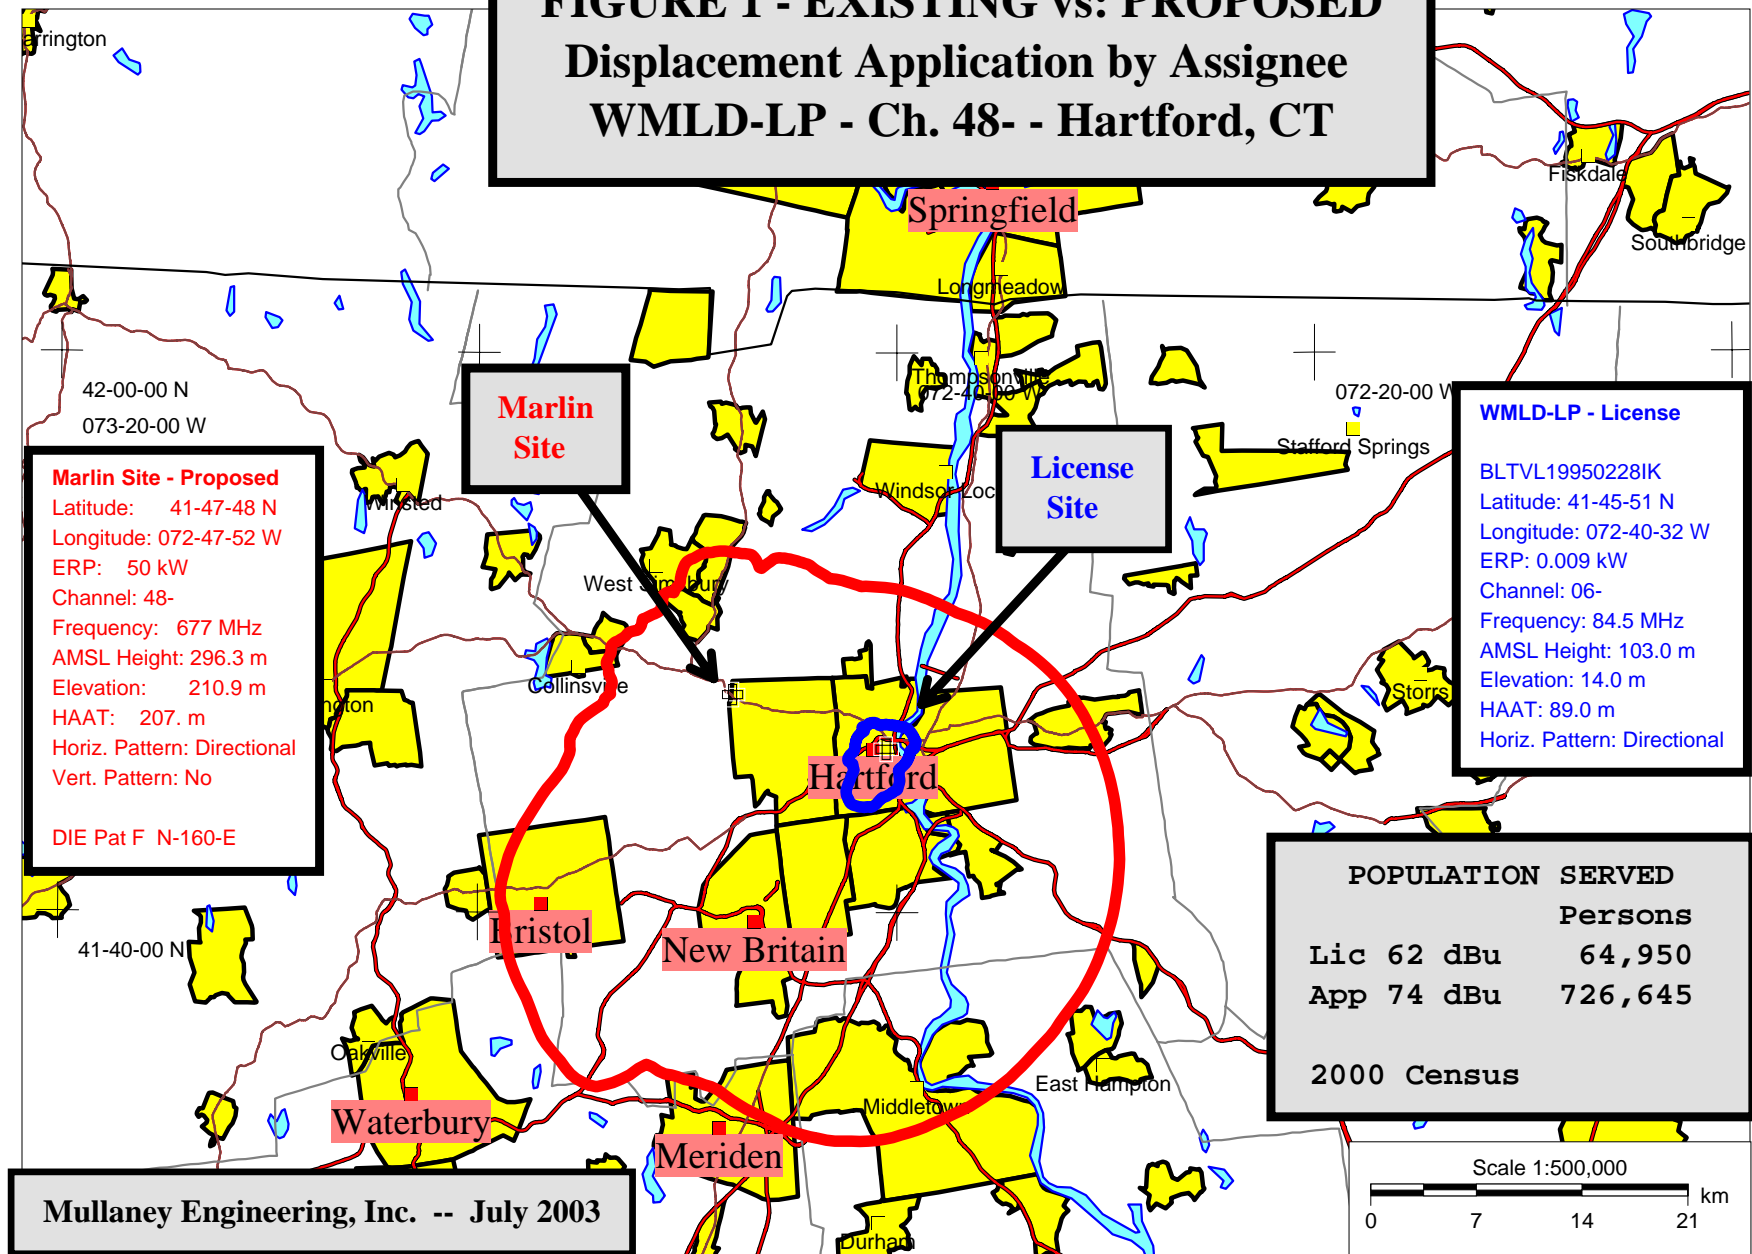 FIGURE 1 - EXISTING vs: PROPOSED
Displacement Application by Assignee
WMLD-LP - Ch. 48- - Hartford, CT
arrington
Fiskdale
Springfield
Southbridge
Longmeadow
42-00-00 N
073-20-00 W
Thompsonville
072-40-00 W
072-20-00 W
Marlin
Site
License
Site
Stafford Springs
Windsor Loc
Winsted
WMLD-LP - License
BLTVL19950228IK
Latitude: 41-45-51 N
Longitude: 072-40-32 W
ERP: 0.009 kW
Channel: 06-
Frequency: 84.5 MHz
AMSL Height: 103.0 m
Elevation: 14.0 m
HAAT: 89.0 m
Horiz. Pattern: Directional
Marlin Site - Proposed
Latitude: 41-47-48 N
Longitude: 072-47-52 W
ERP: 50 kW
Channel: 48-
Frequency: 677 MHz
AMSL Height: 296.3 m
Elevation: 210.9 m
HAAT: 207. m
Horiz. Pattern: Directional
Vert. Pattern: No
DIE Pat F N-160-E
West Simsbury
Collinsville
Storrs
ngton
Hartford
Bristol
New Britain
41-40-00 N
POPULATION SERVED
Persons
Lic 62 dBu 64,950
App 74 dBu 726,645
2000 Census
Oakville
East Hampton
Middletown
Waterbury
Meriden
Durham
Mullaney Engineering, Inc. -- July 2003
Scale 1:500,000
km
0 7 14 21